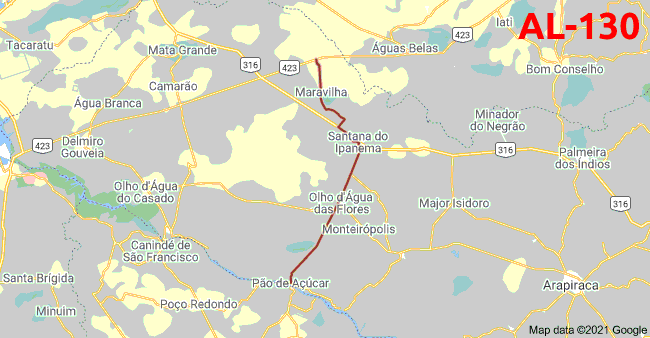 Iati
AL-130
Tacaratu
Mata Grande
Águas Belas
316
423
423
Bom Conselho
Camarão
Maravilha
Água Branca
Minador
do Negrão
Santana do
Ipanema
423
Delmiro
Gouveia
316
Palmeira
dos Índios
Olho d'Água
do Casado
Olho d'Água
das Flores
Major Isidoro
316
Monteirópolis
Canindé de
São Francisco
Santa Brígida
Pão de Açúcar
Arapiraca
Poço Redondo
Minuim
Map data ©2021 Google